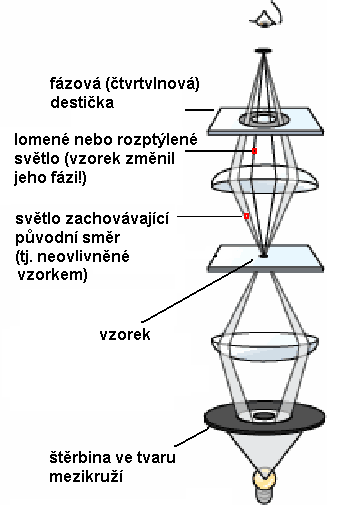 fázová (čtvrtvlnová)
destička
lomené nebo rozptýlené
světlo (vzorek změnil
jeho fázi!)
světlo zachovávající
původní směr
(tj. neovlivněné
vzorkem)
vzorek
štěrbina ve tvaru
mezikruží